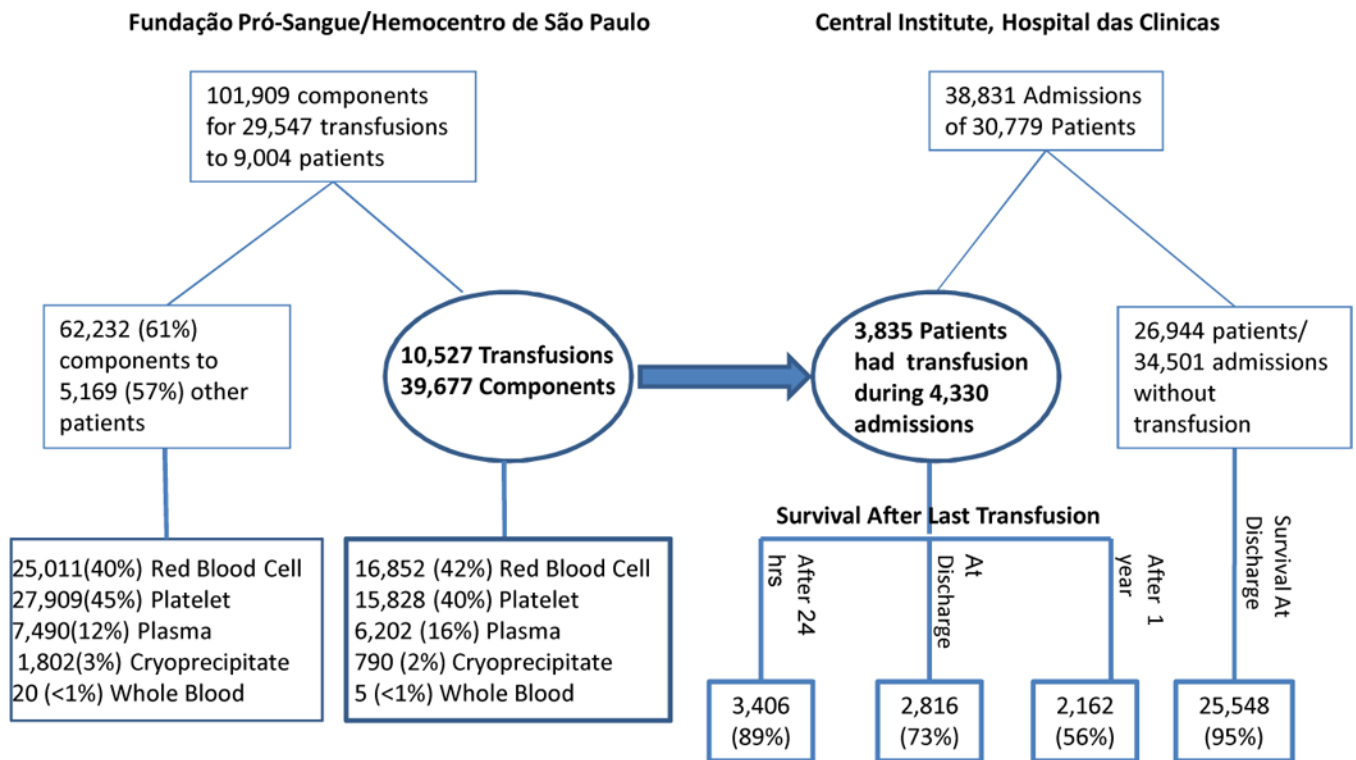 Fundação Pró-Sangue/Hemocentro de São Paulo
Central Institute, Hospital das Clinicas
101,909 components
for 29,547 transfusions
to 9,004 patients
38,831 Admissions
of 30,779 Patients
62,232 (61%)
components to
5,169 (57%) other
patients
10,527 Transfusions
39,677 Components
3,835 Patients
had transfusion
during 4,330
admissions
26,944 patients/
34,501 admissions
without
transfusion
25,011(40%) Red Blood Cell
27,909(45%) Platelet
7,490(12%) Plasma
1,802(3%) Cryoprecipitate
20 (<1%) Whole Blood
16,852 (42%) Red Blood Cell
15,828 (40%) Platelet
6,202 (16%) Plasma
790 (2%) Cryoprecipitate
5 (<1%) Whole Blood
Survival After Last Transfusion
After 24
hrs
At
Discharge
After 1
year
Survival At
Discharge
3,406
(89%)
2,816
(73%)
2,162
(56%)
25,548
(95%)